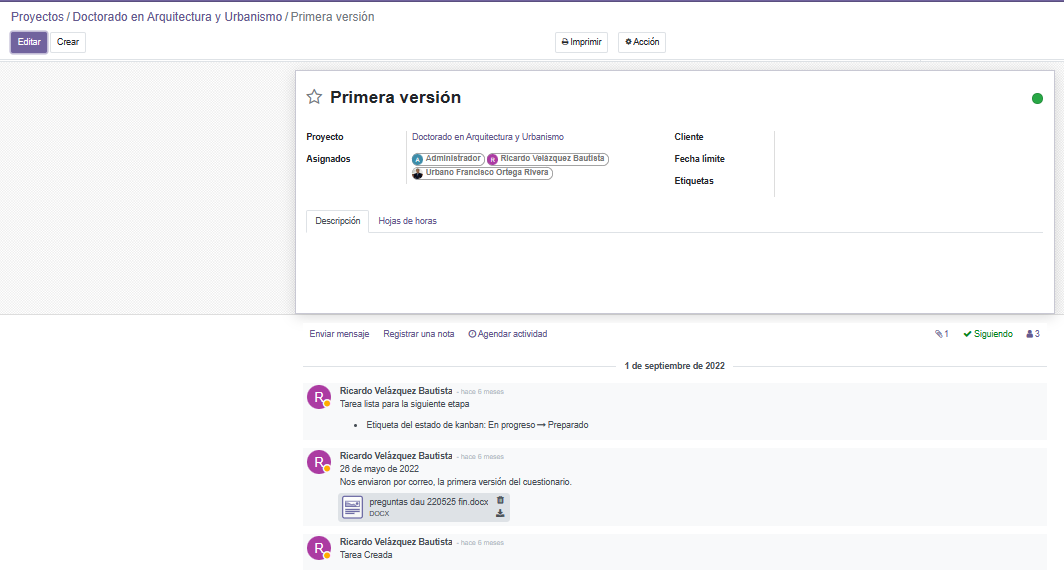 Proyectos / Doctorado en Arquitectura y Urbanismo / Primera versión
Editar Crear Imprimir Acción
Primera versión
Proyecto Doctorado en Arquitectura y Urbanismo
Asignados A Administrador R Ricardo Velázquez Bautista
Urbano Francisco Ortega Rivera
Cliente
Fecha límite
Etiquetas
Descripción Hojas de horas
Enviar mensaje Registrar una nota Agendar actividad 1 Siguiendo 3
1 de septiembre de 2022
R Ricardo Velázquez Bautista - hace 6 meses
Tarea lista para la siguiente etapa
• Etiqueta del estado de kanban: En progreso → Preparado
R Ricardo Velázquez Bautista - hace 6 meses
26 de mayo de 2022
Nos enviaron por correo, la primera versión del cuestionario.
preguntas dau 220525 fin.docx
DOCX
R Ricardo Velázquez Bautista - hace 6 meses
Tarea Creada